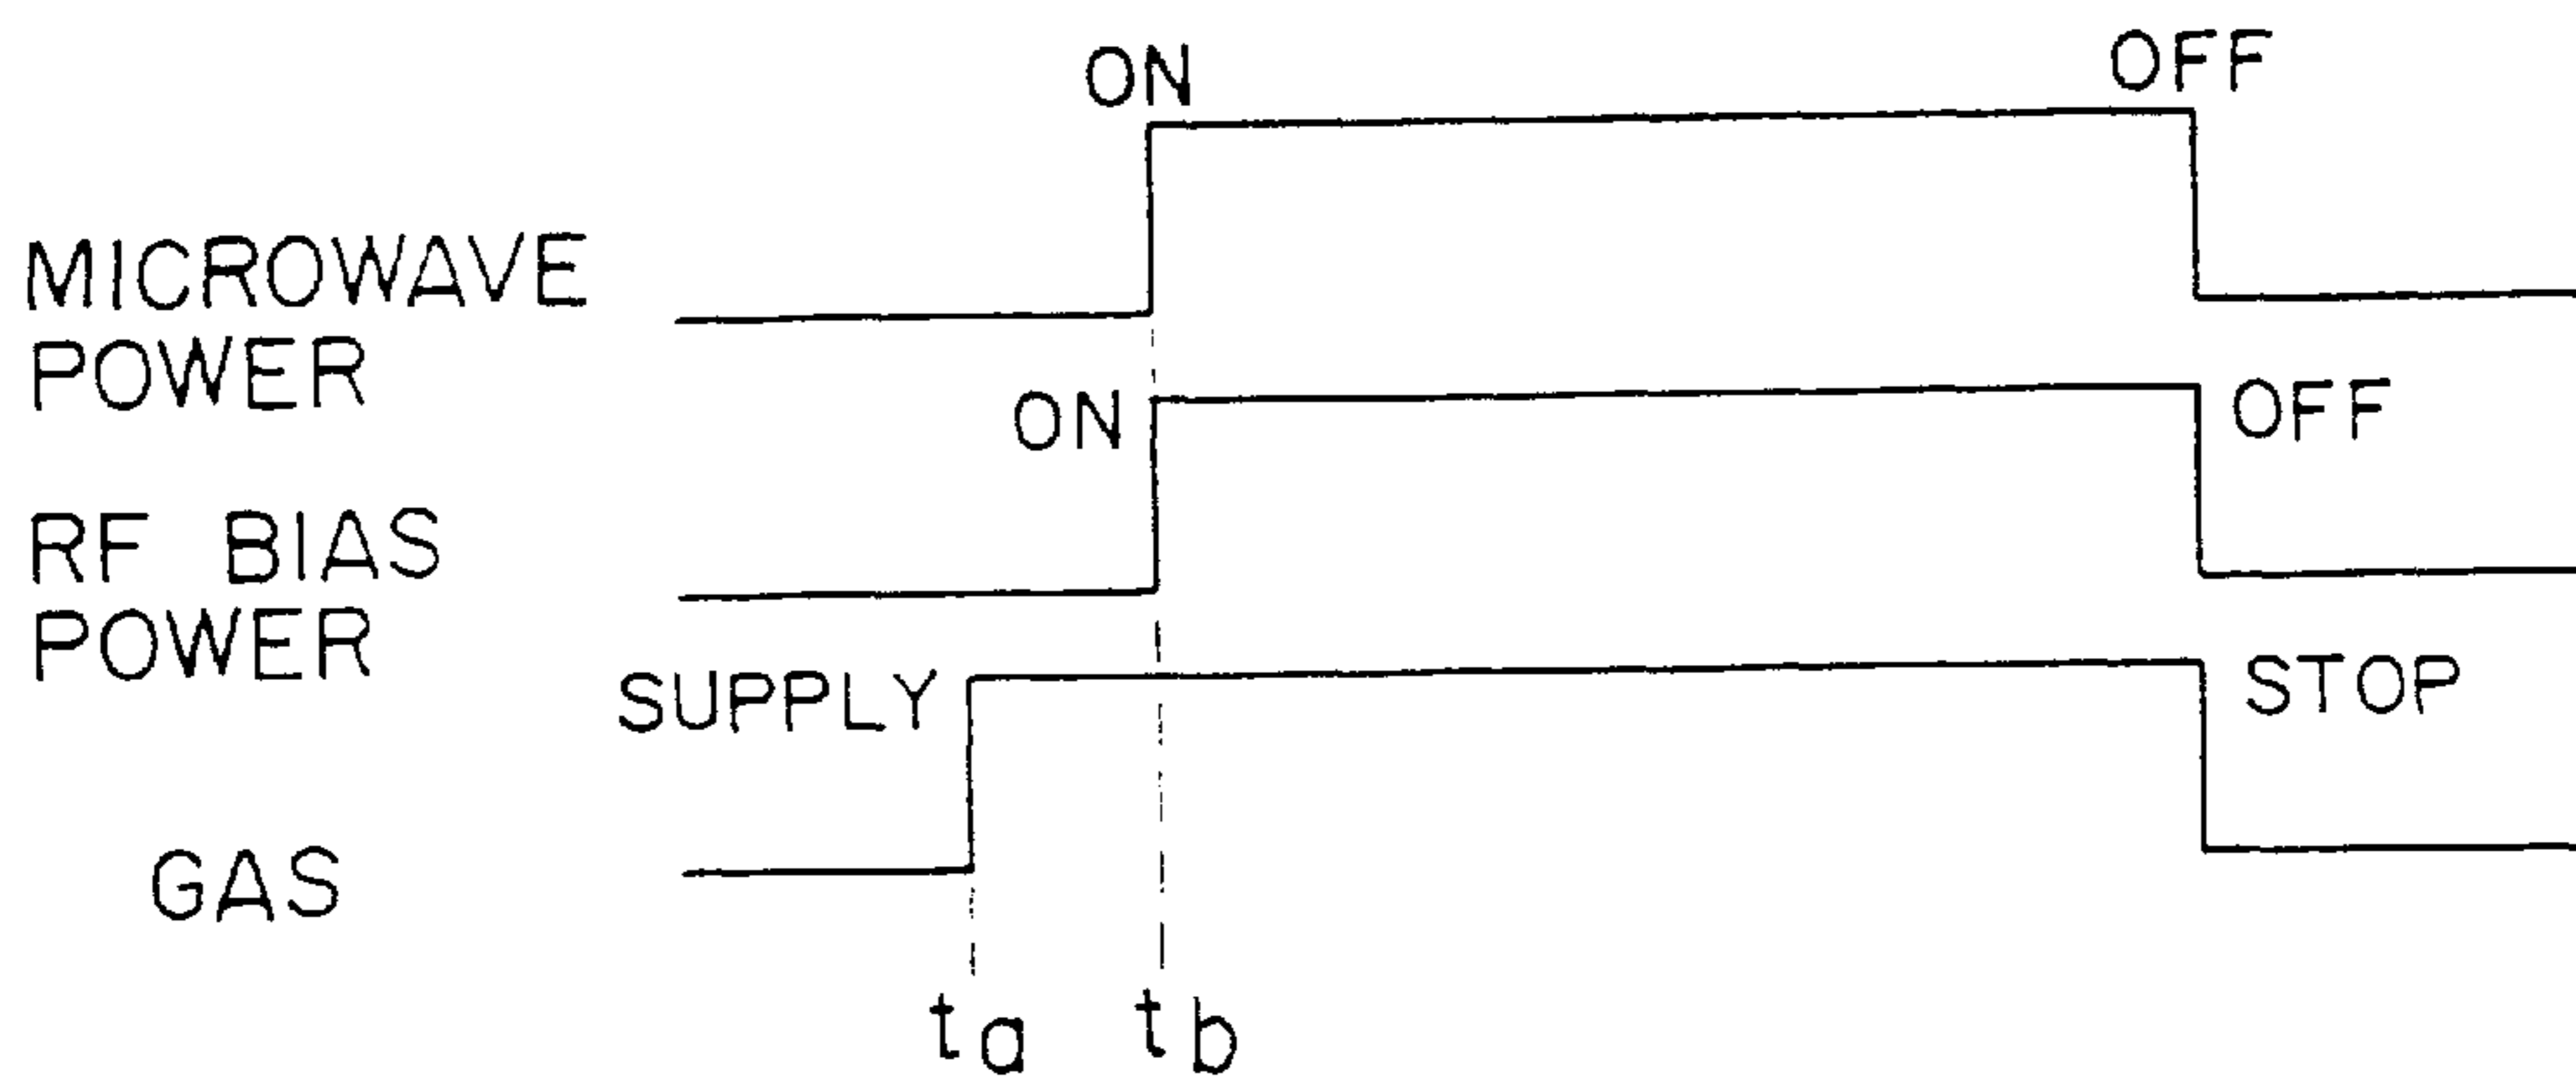 ON
OFF
MICROWAVE
POWER
ON
OFF
RF BIAS
POWER
SUPPLY
STOP
GAS
ta
tb